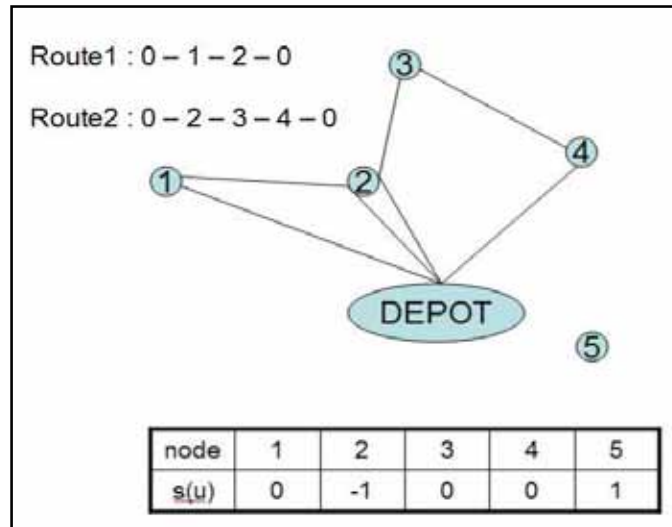 Route1 : 0 – 1 – 2 – 0
Route2 : 0 – 2 – 3 – 4 – 0
3
4
1
2
DEPOT
5
node 1 2 3 4 5
s(u) 0 -1 0 0 1